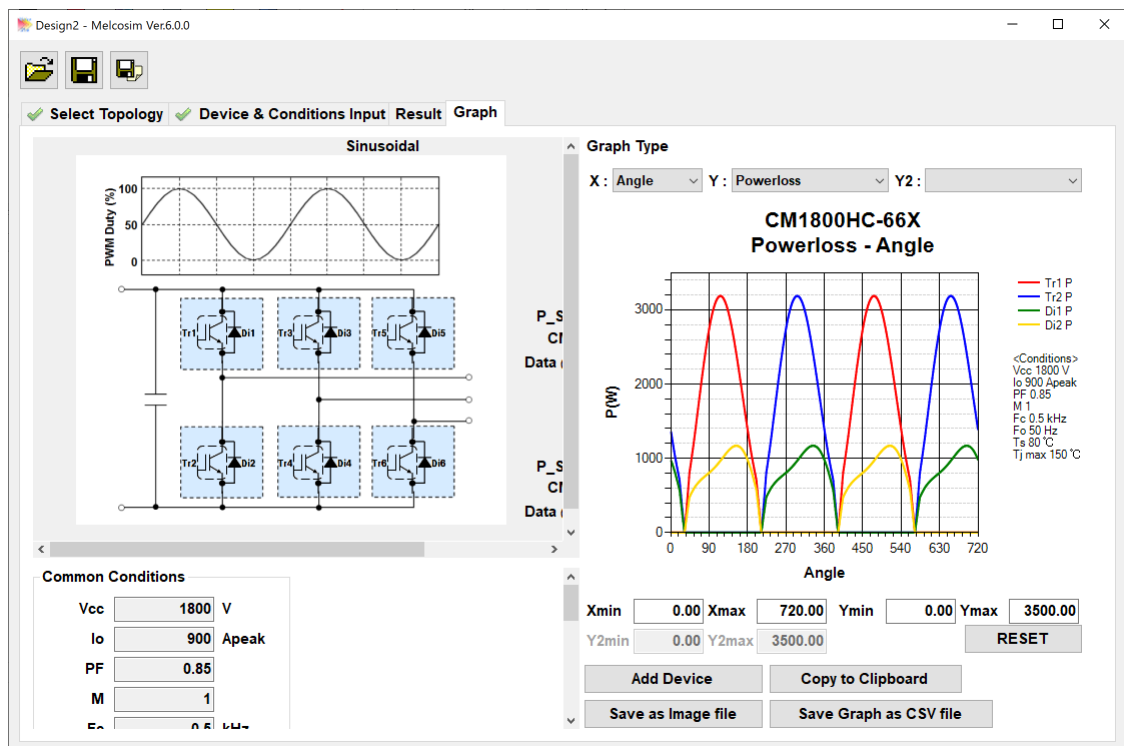 Design2 - Melcosim Ver.6.0.0
Select Topology Device & Conditions Input Result Graph
Sinusoidal
PWM Duty (%)
100
50
0
Tr1 Di1 Tr3 Di3 Tr5 Di5
Tr2 Di2 Tr4 Di4 Tr6 Di6
P_S
Data
P_S
Data
Common Conditions
Vcc 1800 V
Io 900 Apeak
PF 0.85
M 1
Fc 0.5 kHz
Graph Type
X : Angle Y : Powerloss Y2 :
CM1800HC-66X
Powerloss - Angle
P(W)
3000
2000
1000
0
0 90 180 270 360 450 540 630 720
Angle
Tr1 P
Tr2 P
Di1 P
Di2 P
<Conditions>
Vcc 1800 V
Io 900 Apeak
PF 0.85
M 1
Fc 0.5 kHz
Fo 50 Hz
Ts 80 ℃
Tj max 150 ℃
Xmin 0.00 Xmax 720.00 Ymin 0.00 Ymax 3500.00
Y2min 0.00 Y2max 3500.00 RESET
Add Device Copy to Clipboard
Save as Image file Save Graph as CSV file